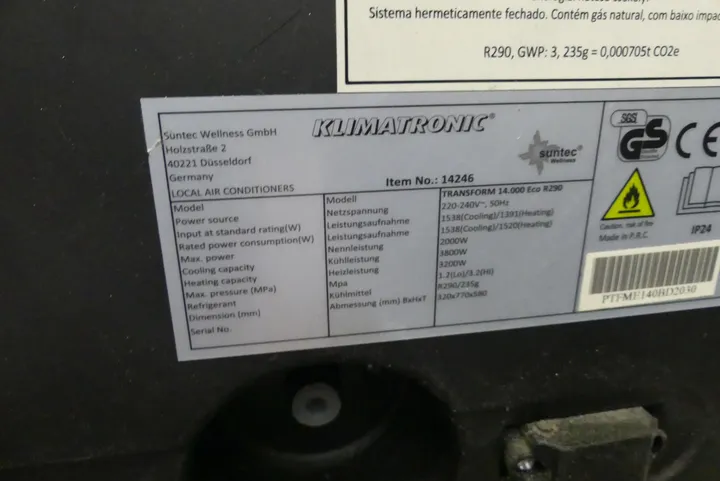 Sistema hermeticamente fechado. Contém gás natural, com baixo impac
R290, GWP: 3, 235g = 0,000705t CO2e
Suntec Wellness GmbH
Holzstraße 2
40221 Düsseldorf
Germany
LOCAL AIR CONDITIONERS
KLIMATRONIC®
suntec
Wellness
Item No.: 14246
Model
Power source
Input at standard rating(W)
Rated power consumption(W)
Max. power
Cooling capacity
Heating capacity
Max. pressure (MPa)
Refrigerant
Dimension (mm)
Serial No.
Modell
Netzspannung
Leistungsaufnahme
Leistungsaufnahme
Nennleistung
Kühlleistung
Heizleistung
Mpa
Kühlmittel
Abmessung (mm) BxHxT
TRANSFORM 14.000 Eco R290
220-240V~, 50Hz
1538(Cooling)/1391(Heating)
1538(Cooling)/1520(Heating)
2000W
3800W
3200W
1.2(Lo)/3.2(Hi)
R290/235g
320x770x380
SGS
GS
CE
Caution, risk of fire
Made in P.R.C.
IP24
PTFME140BD2030